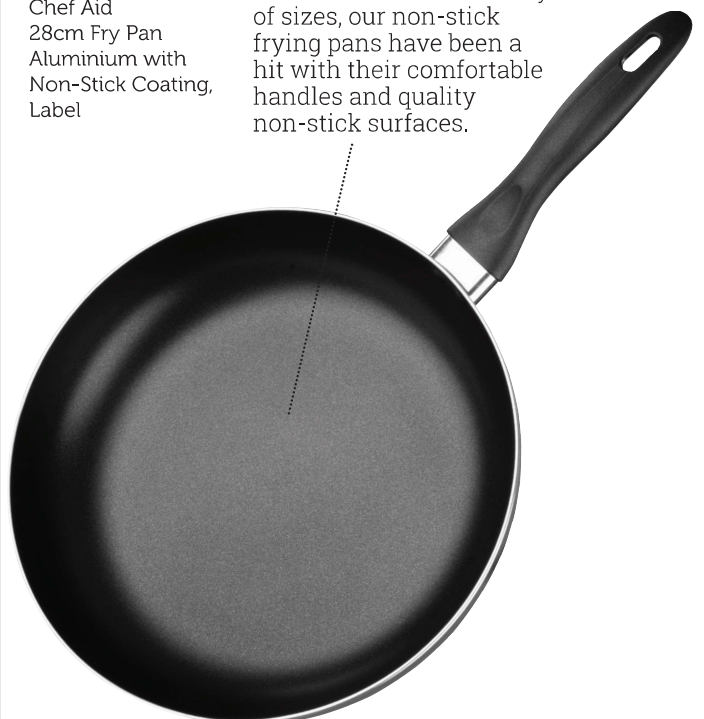 Chef Aid
28cm Fry Pan
Aluminium with
Non-Stick Coating,
Label
of sizes, our non-stick
frying pans have been a
hit with their comfortable
handles and quality
non-stick surfaces.